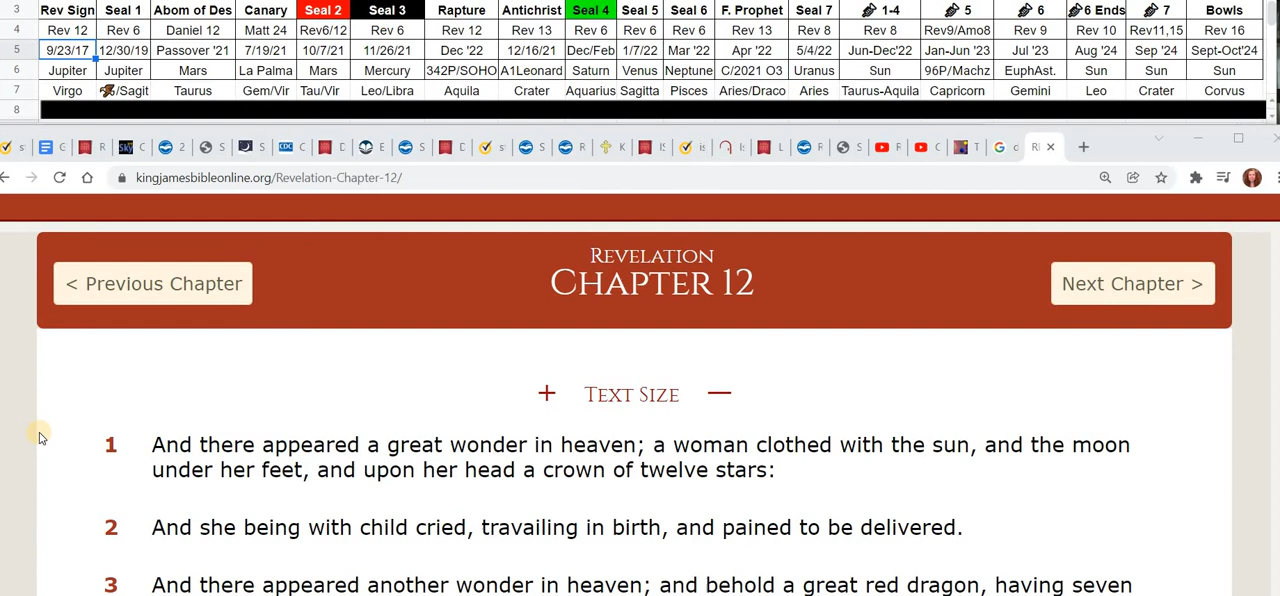 3 Rev Sign Seal 1 Abom of Des Canary Seal 2 Seal 3 Rapture Antichrist Seal 4 Seal 5 Seal 6 F. Prophet Seal 7 1-4 5 6 6 Ends 7 Bowls
4 Rev 12 Rev 6 Daniel 12 Matt 24 Rev6/12 Rev 6 Rev 12 Rev 13 Rev 6 Rev 6 Rev 6 Rev 13 Rev 8 Rev 8 Rev9/Amo8 Rev 9 Rev 10 Rev11,15 Rev 16
5 9/23/17 12/30/19 Passover '21 7/19/21 10/7/21 11/26/21 Dec '22 12/16/21 Dec/Feb 1/7/22 Mar '22 Apr '22 5/4/22 Jun-Dec'22 Jan-Jun '23 Jul '23 Aug '24 Sep '24 Sept-Oct'24
6 Jupiter Jupiter Mars La Palma Mars Mercury 342P/SOHO A1Leonard Saturn Venus Neptune C/2021 O3 Uranus Sun 96P/Machz EuphAst. Sun Sun Sun
7 Virgo /Sagit Taurus Gem/Vir Tau/Vir Leo/Libra Aquila Crater Aquarius Sagitta Pisces Aries/Draco Aries Taurus-Aquila Capricorn Gemini Leo Crater Corvus
8
kingjamesbibleonline.org/Revelation-Chapter-12/
Revelation
< Previous Chapter Chapter 12 Next Chapter >
+ Text Size —
1 And there appeared a great wonder in heaven; a woman clothed with the sun, and the moon
under her feet, and upon her head a crown of twelve stars:
2 And she being with child cried, travailing in birth, and pained to be delivered.
3 And there appeared another wonder in heaven; and behold a great red dragon, having seven